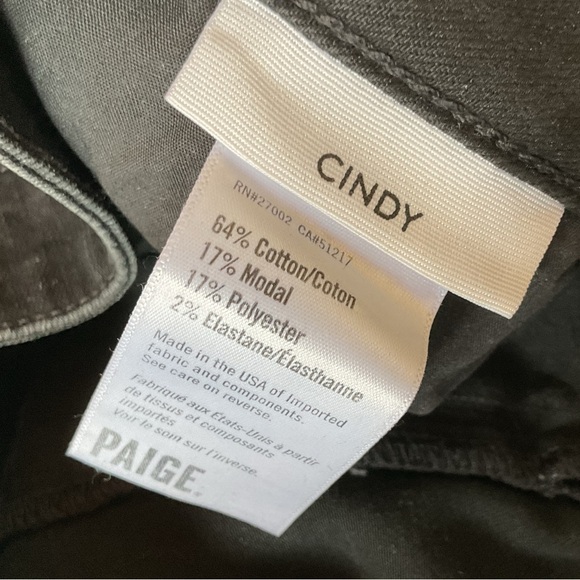 CINDY
RN#27002 CA#51217
64% Cotton/Coton
17% Modal
17% Polyester
2% Elastane/Élasthanne
Made in the USA of Imported
fabric and components.
See care on reverse.
Fabriqué aux États-Unis à partir
de tissus et composants
importés
Voir le som sur l'inverse.
PAIGE